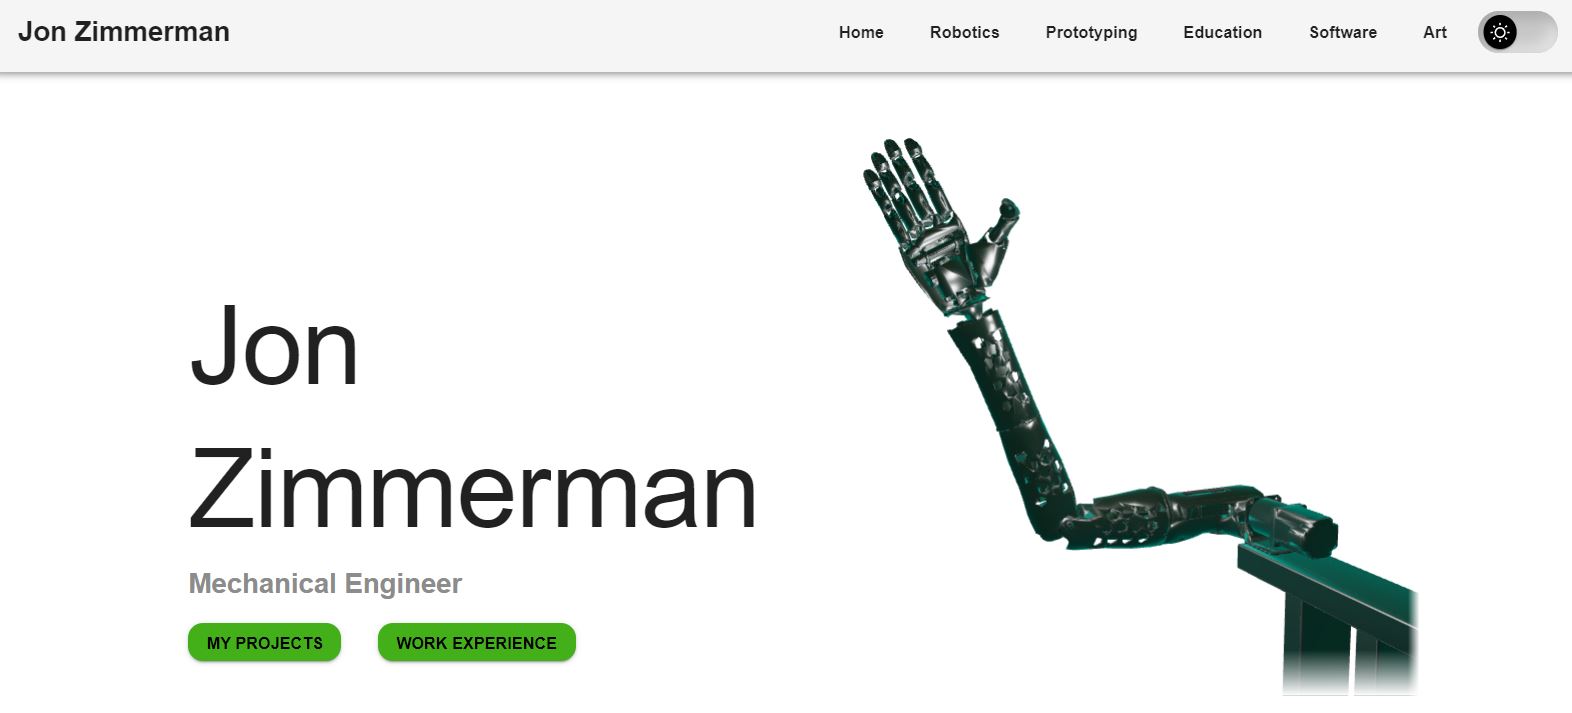 Jon Zimmerman
Home Robotics Prototyping Education Software Art
Jon
Zimmerman
Mechanical Engineer
MY PROJECTS WORK EXPERIENCE